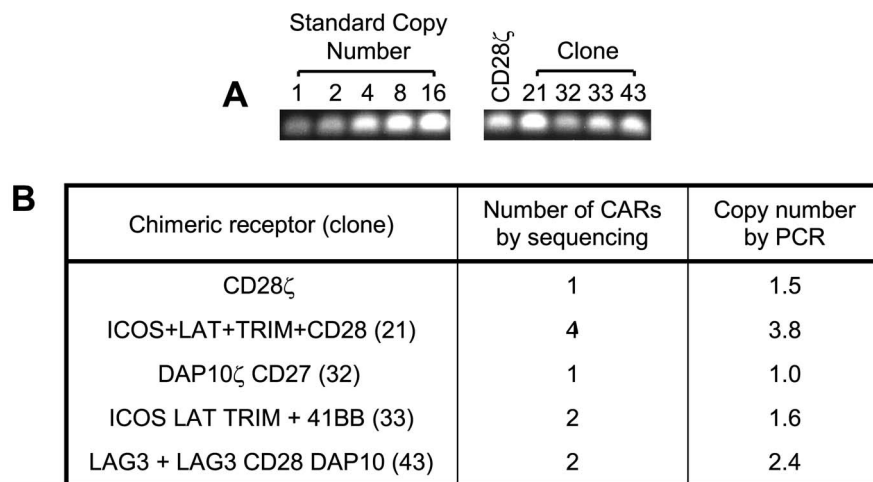 Standard Copy
Number
1 2 4 8 16
CD28ζ
Clone
21 32 33 43
A
B
Chimeric receptor (clone)
Number of CARs
by sequencing
Copy number
by PCR
CD28ζ 1 1.5
ICOS+LAT+TRIM+CD28 (21) 4 3.8
DAP10ζ CD27 (32) 1 1.0
ICOS LAT TRIM + 41BB (33) 2 1.6
LAG3 + LAG3 CD28 DAP10 (43) 2 2.4